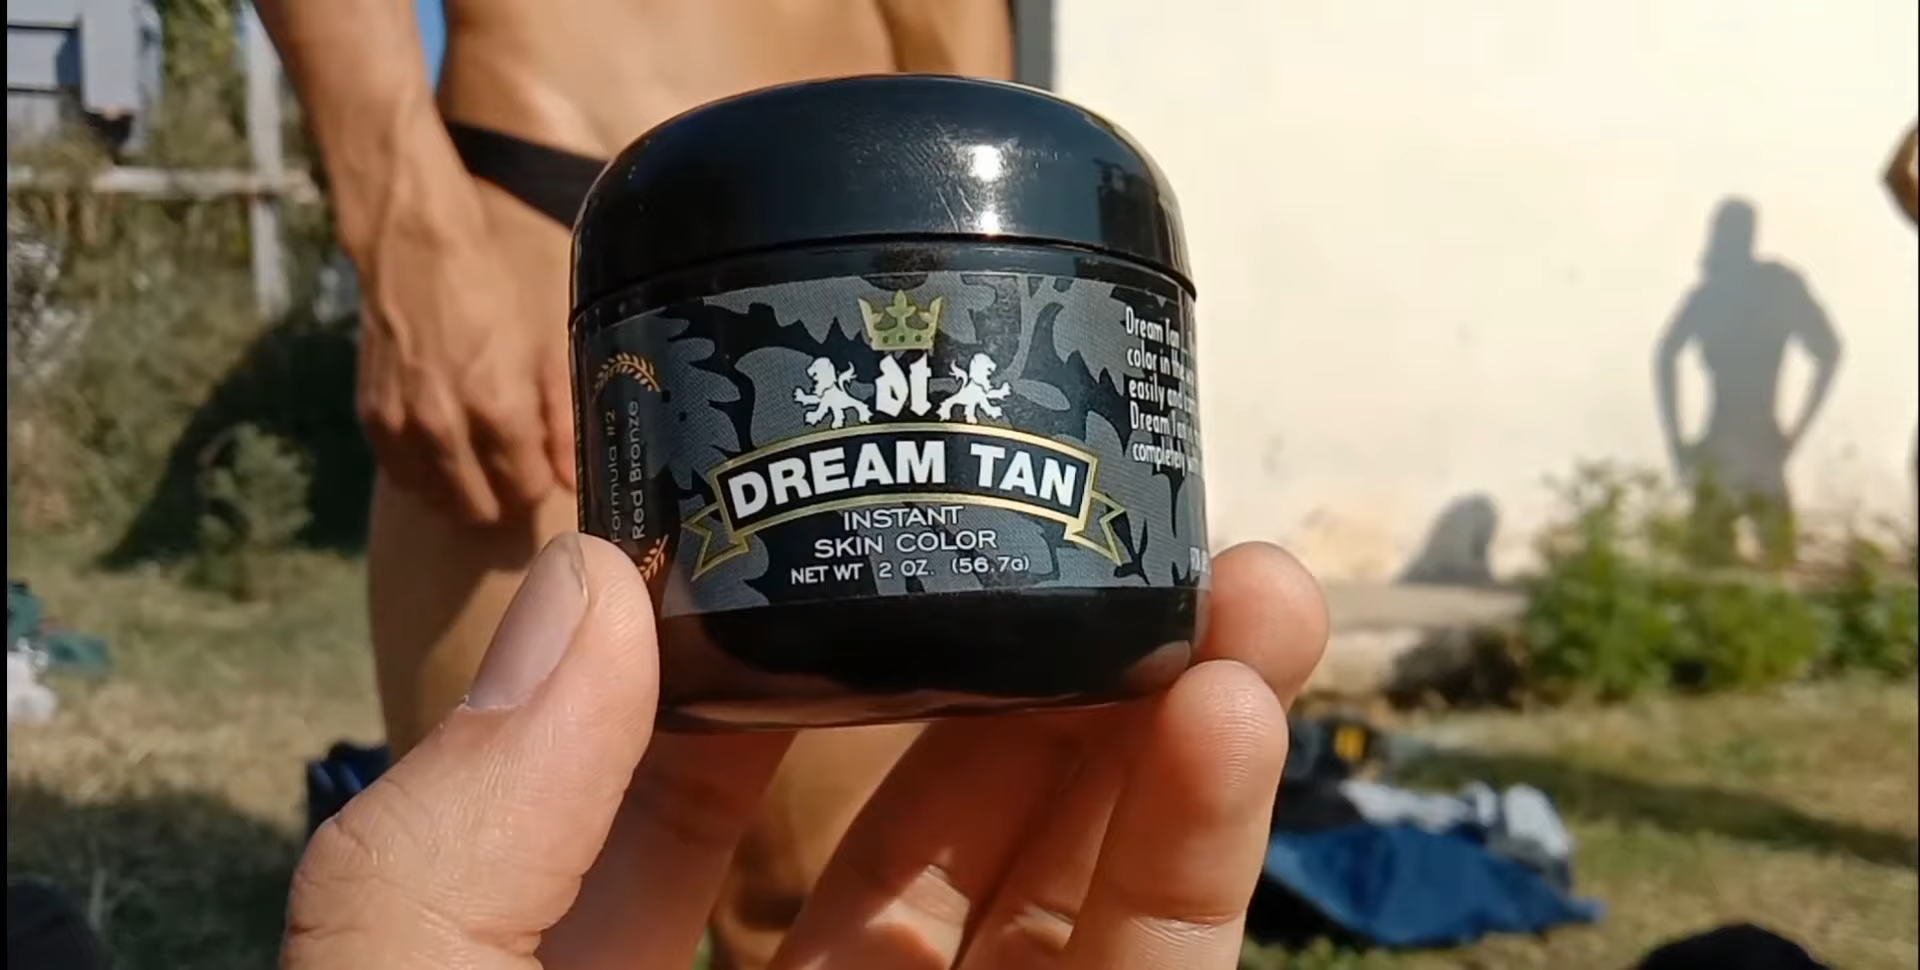 dt
DREAM TAN
INSTANT
SKIN COLOR
NET WT 2 OZ. (56.7G)
Formula #2
Red Bronze
Dream Tan
color in the
easily and
Dream Tan
completely